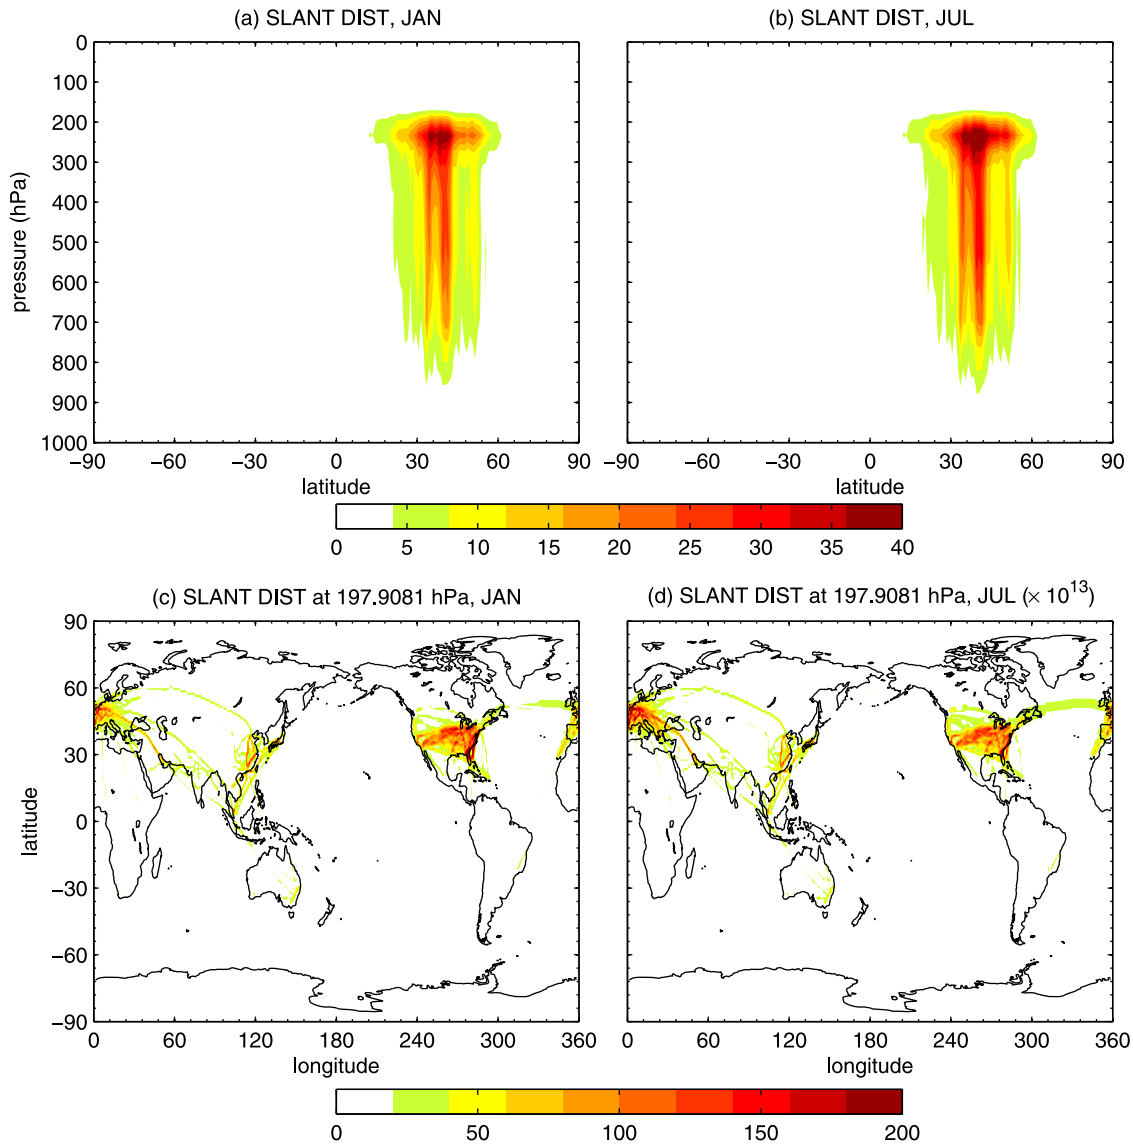 (a) SLANT DIST, JAN
(b) SLANT DIST, JUL
0
100
200
300
400
500
600
700
800
900
1000
pressure (hPa)
−90 −60 −30 0 30 60 90
−90 −60 −30 0 30 60 90
latitude
latitude
0 5 10 15 20 25 30 35 40
(c) SLANT DIST at 197.9081 hPa, JAN
(d) SLANT DIST at 197.9081 hPa, JUL (× 10^13)
90
60
30
0
−30
−60
−90
latitude
0 60 120 180 240 300 360
0 60 120 180 240 300 360
longitude
longitude
0 50 100 150 200